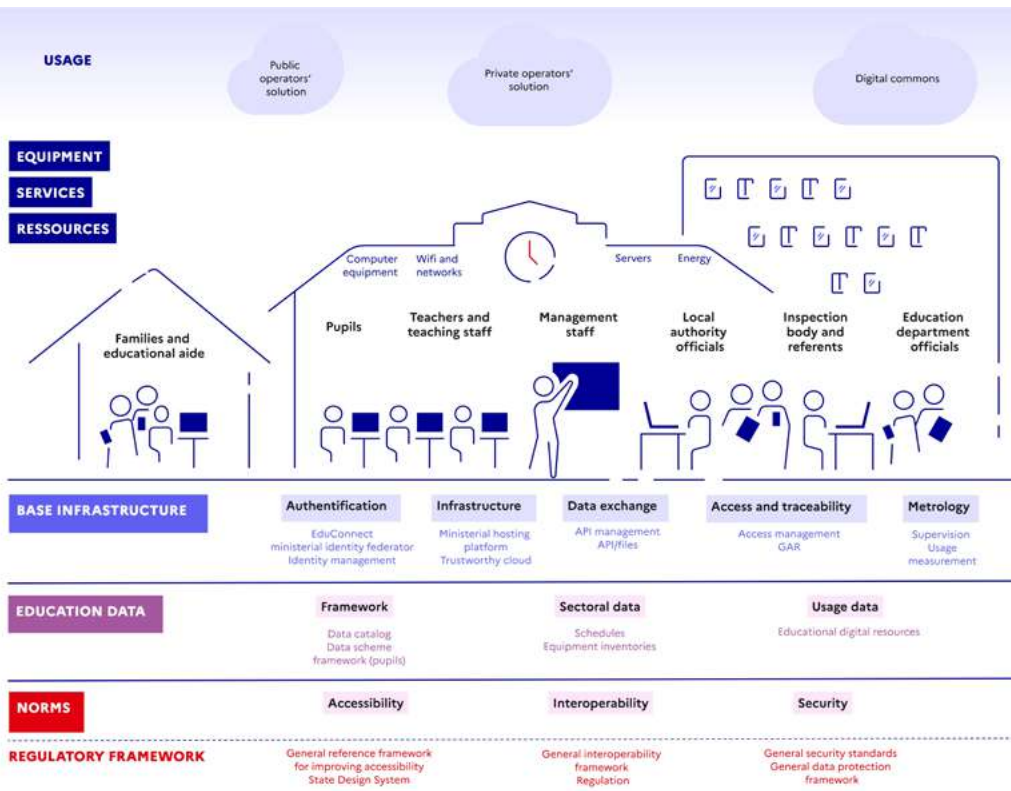 USAGE
Public
operators'
solution
Private operators'
solution
Digital commons
EQUIPMENT
SERVICES
RESSOURCES
Computer
equipment
Wifi and
networks
Servers
Energy
Families and
educational aide
Pupils
Teachers and
teaching staff
Management
staff
Local
authority
officials
Inspection
body and
referents
Education
department
officials
BASE INFRASTRUCTURE
Authentification
EduConnect
ministerial identity federator
Identity management
Infrastructure
Ministerial hosting
platform
Trustworthy cloud
Data exchange
API management
API/files
Access and traceability
Access management
GAR
Metrology
Supervision
Usage
measurement
EDUCATION DATA
Framework
Data catalog
Data scheme
framework (pupils)
Sectoral data
Schedules
Equipment inventories
Usage data
Educational digital resources
NORMS
Accessibility
Interoperability
Security
REGULATORY FRAMEWORK
General reference framework
for improving accessibility
State Design System
General interoperability
framework
Regulation
General security standards
General data protection
framework